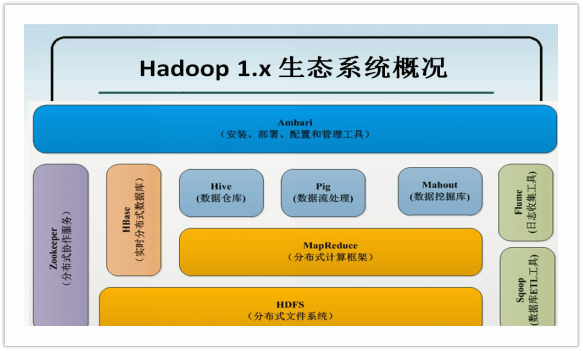 Hadoop 1.x 生态系统概况
Ambari
（安装、部署、配置和管理工具）
Zookeeper
（分布式协作服务）
HBase
（实时分布式数据库）
Hive
(数据仓库)
Pig
(数据流处理)
Mahout
(数据挖掘库)
Flume
(日志收集工具)
MapReduce
（分布式计算框架）
Sqoop
(数据库ETL工具)
HDFS
（分布式文件系统）